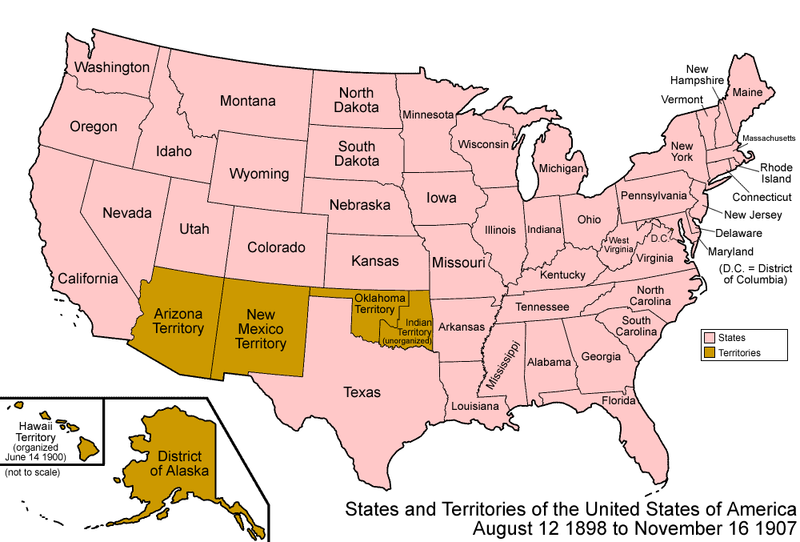 Washington
Oregon
California
Nevada
Idaho
Montana
Wyoming
Utah
Colorado
Arizona
Territory
New
Mexico
Territory
North
Dakota
South
Dakota
Nebraska
Kansas
Oklahoma
Territory
Indian
Territory
(unorganized)
Texas
Minnesota
Iowa
Missouri
Arkansas
Louisiana
Wisconsin
Illinois
Michigan
Indiana
Ohio
Kentucky
Tennessee
Mississippi
Alabama
Georgia
Florida
South
Carolina
North
Carolina
Virginia
West
Virginia
D.C.
Pennsylvania
New
York
Vermont
New
Hampshire
Maine
Massachusetts
Rhode
Island
Connecticut
New Jersey
Delaware
Maryland
(D.C. = District
of Columbia)
States
Territories
Hawaii
Territory
(organized
June 14 1900)
(not to scale)
District
of Alaska
States and Territories of the United States of America
August 12 1898 to November 16 1907